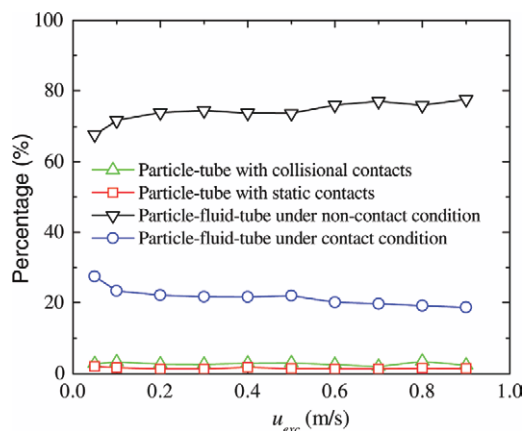 100
80
60
40
20
0
Percentage (%)
Particle-tube with collisional contacts
Particle-tube with static contacts
Particle-fluid-tube under non-contact condition
Particle-fluid-tube under contact condition
0.0 0.2 0.4 0.6 0.8 1.0
u_exc (m/s)